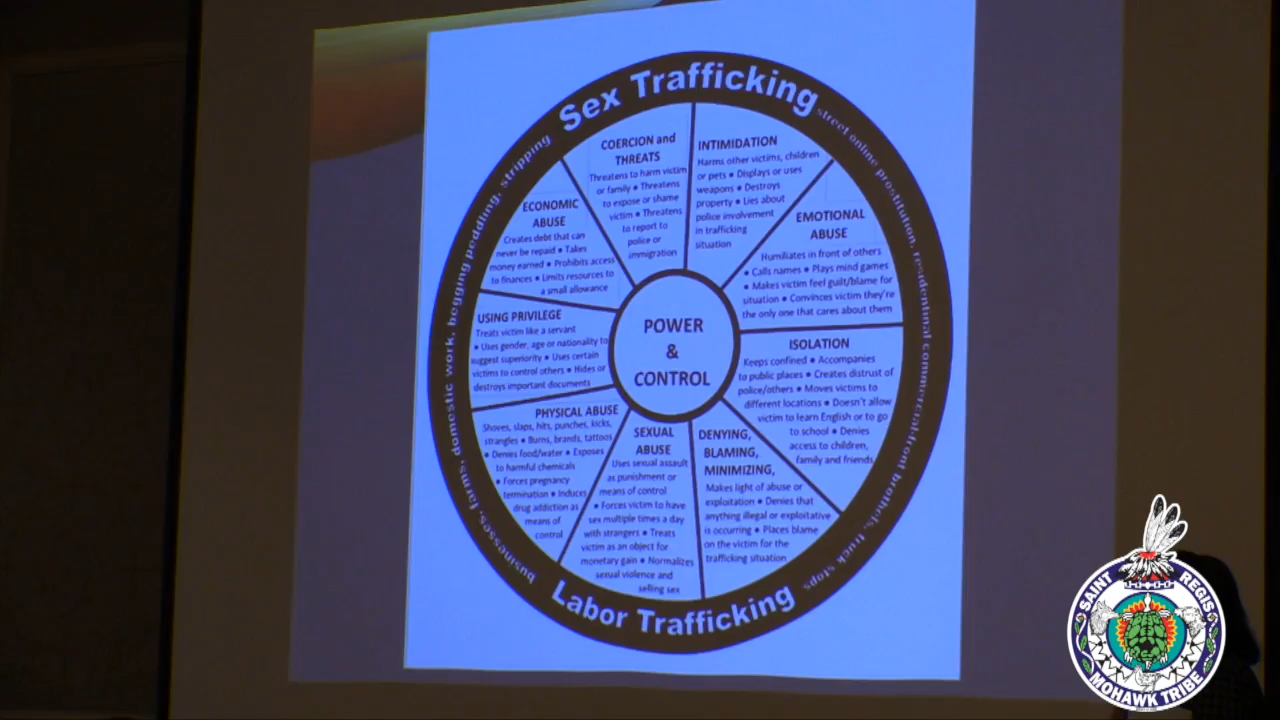 Sex Trafficking
street online prostitution, residential commercial-front brothels, truck stops
Labor Trafficking
businesses, farms, domestic work, begging peddling, stripping
COERCION and
THREATS
Threatens to harm victim
or family • Threatens
to expose or shame
victim • Threatens
to report to
police or
immigration
INTIMIDATION
Harms other victims, children
or pets • Displays or uses
weapons • Destroys
property • Lies about
police involvement
in trafficking
situation
EMOTIONAL
ABUSE
Humiliates in front of others
• Calls names • Plays mind games
• Makes victim feel guilt/blame for
situation • Convinces victim they're
the only one that cares about them
ISOLATION
Keeps confined • Accompanies
to public places • Creates distrust of
police/others • Moves victims to
different locations • Doesn't allow
victim to learn English or to go
to school • Denies
access to children,
family and friends
DENYING,
BLAMING,
MINIMIZING,
Makes light of abuse or
exploitation • Denies that
anything illegal or exploitative
is occurring • Places blame
on the victim for the
trafficking situation
SEXUAL
ABUSE
Uses sexual assault
as punishment or
means of control
• Forces victim to have
sex multiple times a day
with strangers • Treats
victim as an object for
monetary gain • Normalizes
sexual violence and
selling sex
PHYSICAL ABUSE
Shoves, slaps, hits, punches, kicks,
strangles • Burns, brands, tattoos
• Denies food/water • Exposes
to harmful chemicals
• Forces pregnancy
termination • Induces
drug addiction as
means of
control
USING PRIVILEGE
Treats victim like a servant
• Uses gender, age or nationality to
suggest superiority • Uses certain
victims to control others • Hides or
destroys important documents
ECONOMIC
ABUSE
Creates debt that can
never be repaid • Takes
money earned • Prohibits access
to finances • Limits resources to
a small allowance
POWER
&
CONTROL
SAINT REGIS
MOHAWK TRIBE